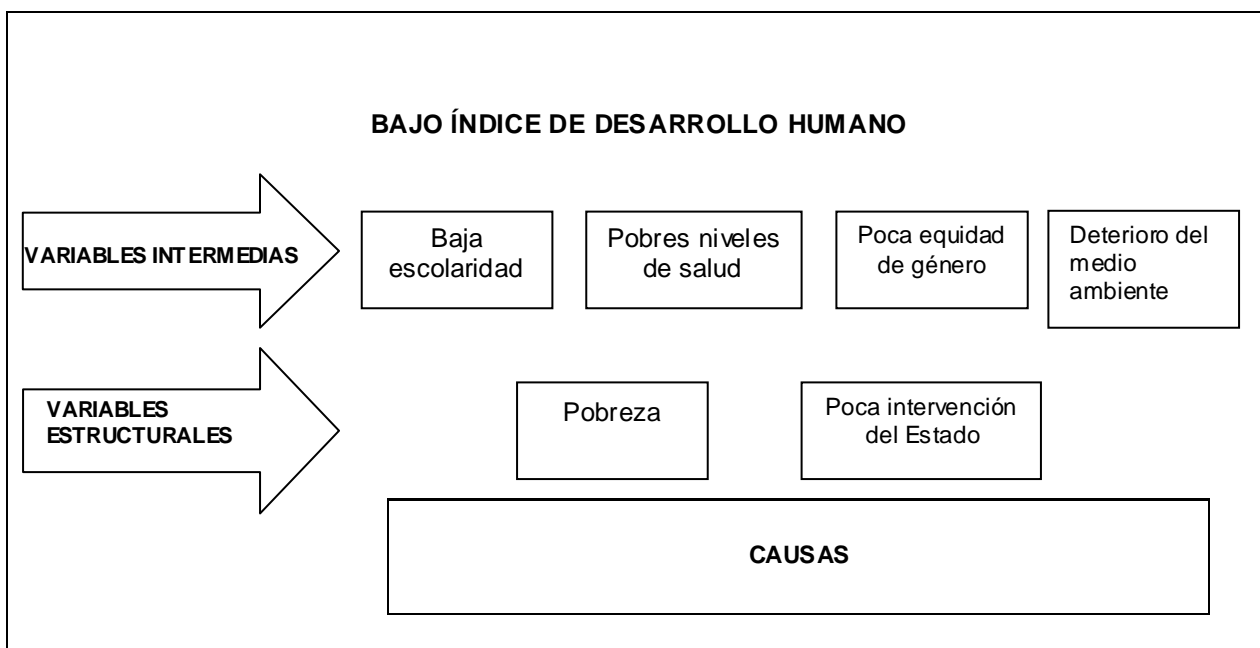 BAJO ÍNDICE DE DESARROLLO HUMANO
VARIABLES INTERMEDIAS
Baja
escolaridad
Pobres niveles
de salud
Poca equidad
de género
Deterioro del
medio
ambiente
VARIABLES
ESTRUCTURALES
Pobreza
Poca intervención
del Estado
CAUSAS